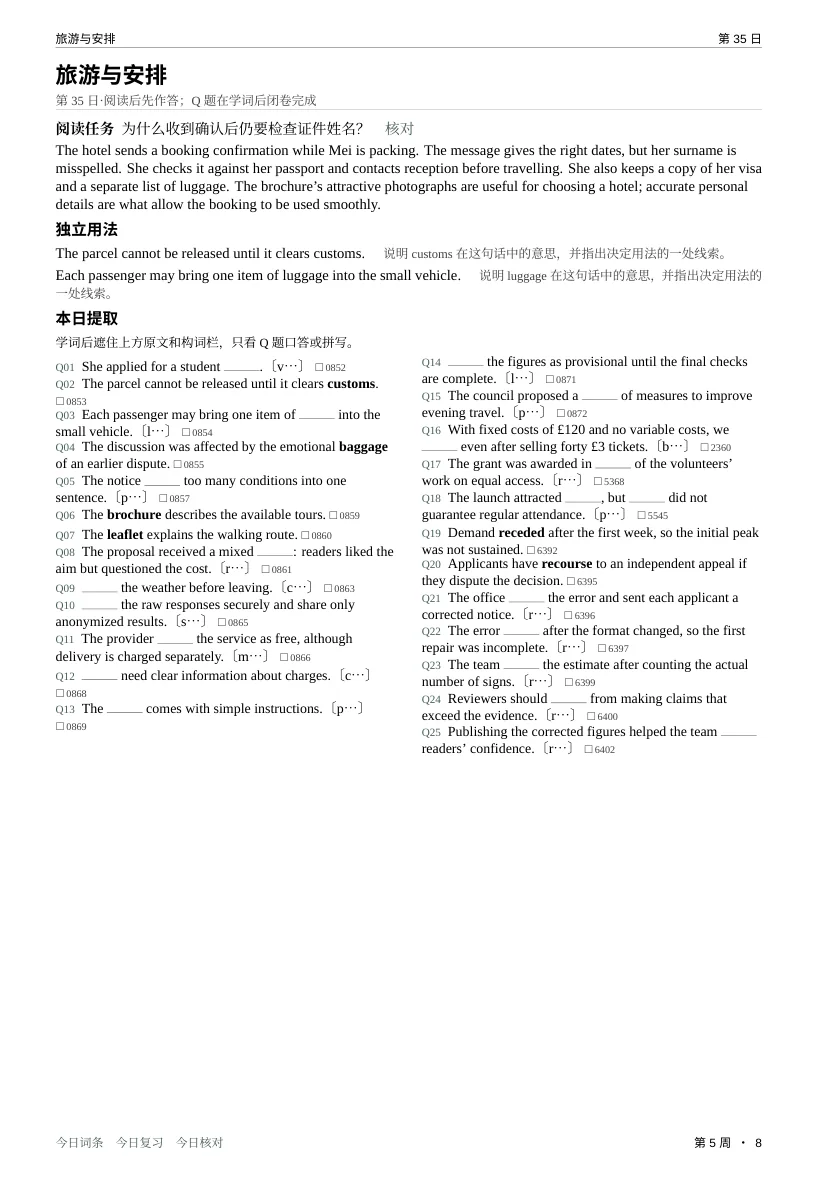 旅游与安排
第 35 日
旅游与安排
第 35 日·阅读后先作答；Q 题在学词后闭卷完成
阅读任务 为什么收到确认后仍要检查证件姓名？ 核对
The hotel sends a booking confirmation while Mei is packing. The message gives the right dates, but her surname is
misspelled. She checks it against her passport and contacts reception before travelling. She also keeps a copy of her visa
and a separate list of luggage. The brochure’s attractive photographs are useful for choosing a hotel; accurate personal
details are what allow the booking to be used smoothly.
独立用法
The parcel cannot be released until it clears customs. 说明 customs 在这句话中的意思，并指出决定用法的一处线索。
Each passenger may bring one item of luggage into the small vehicle. 说明 luggage 在这句话中的意思，并指出决定用法的
一处线索。
本日提取
学词后遮住上方原文和构词栏，只看 Q 题口答或拼写。
Q01 She applied for a student _____. 〔v…〕 □ 0852
Q02 The parcel cannot be released until it clears customs.
□ 0853
Q03 Each passenger may bring one item of _____ into the
small vehicle. 〔l…〕 □ 0854
Q04 The discussion was affected by the emotional baggage
of an earlier dispute. □ 0855
Q05 The notice _____ too many conditions into one
sentence. 〔p…〕 □ 0857
Q06 The brochure describes the available tours. □ 0859
Q07 The leaflet explains the walking route. □ 0860
Q08 The proposal received a mixed _____: readers liked the
aim but questioned the cost. 〔r…〕 □ 0861
Q09 _____ the weather before leaving. 〔c…〕 □ 0863
Q10 _____ the raw responses securely and share only
anonymized results. 〔s…〕 □ 0865
Q11 The provider _____ the service as free, although
delivery is charged separately. 〔m…〕 □ 0866
Q12 _____ need clear information about charges. 〔c…〕
□ 0868
Q13 The _____ comes with simple instructions. 〔p…〕
□ 0869
Q14 _____ the figures as provisional until the final checks
are complete. 〔l…〕 □ 0871
Q15 The council proposed a _____ of measures to improve
evening travel. 〔p…〕 □ 0872
Q16 With fixed costs of £120 and no variable costs, we
_____ even after selling forty £3 tickets. 〔b…〕 □ 2360
Q17 The grant was awarded in _____ of the volunteers’
work on equal access. 〔r…〕 □ 5368
Q18 The launch attracted _____, but _____ did not
guarantee regular attendance. 〔p…〕 □ 5545
Q19 Demand receded after the first week, so the initial peak
was not sustained. □ 6392
Q20 Applicants have recourse to an independent appeal if
they dispute the decision. □ 6395
Q21 The office _____ the error and sent each applicant a
corrected notice. 〔r…〕 □ 6396
Q22 The error _____ after the format changed, so the first
repair was incomplete. 〔r…〕 □ 6397
Q23 The team _____ the estimate after counting the actual
number of signs. 〔r…〕 □ 6399
Q24 Reviewers should _____ from making claims that
exceed the evidence. 〔r…〕 □ 6400
Q25 Publishing the corrected figures helped the team _____
readers’ confidence. 〔r…〕 □ 6402
今日词条 今日复习 今日核对
第 5 周 · 8